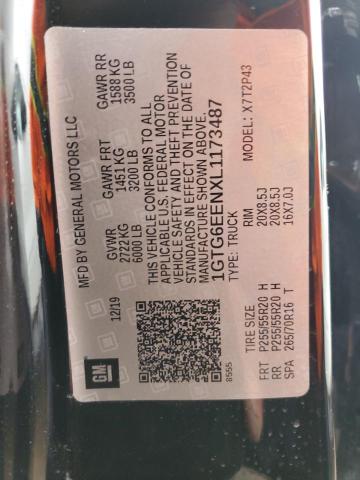 MFD BY GENERAL MOTORS LLC
GVWR GAWR FRT GAWR RR
2722 KG 1451 KG 1588 KG
6000 LB 3200 LB 3500 LB
THIS VEHICLE CONFORMS TO ALL
APPLICABLE U.S. FEDERAL MOTOR
VEHICLE SAFETY AND THEFT PREVENTION
STANDARDS IN EFFECT ON THE DATE OF
MANUFACTURE SHOWN ABOVE.
1GTG6EENXL1173487
TYPE: TRUCK MODEL: X7T2P43
12/19
GM
8555
TIRE SIZE RIM
FRT P255/55R20 H 20X8.5J
RR P255/55R20 H 20X8.5J
SPA 265/70R16 T 16X7.0J